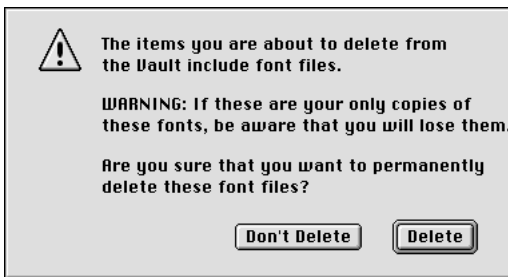 The items you are about to delete from
the Vault include font files.
WARNING: If these are your only copies of
these fonts, be aware that you will lose them.
Are you sure that you want to permanently
delete these font files?
Don't Delete
Delete